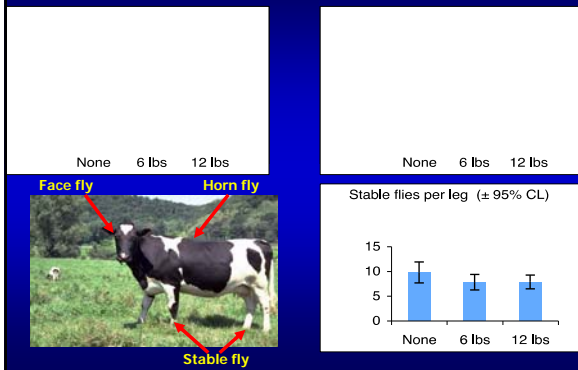 None 6 lbs 12 lbs
None 6 lbs 12 lbs
Face fly
Horn fly
Stable fly
Stable flies per leg (± 95% CL)
15
10
5
0
None 6 lbs 12 lbs